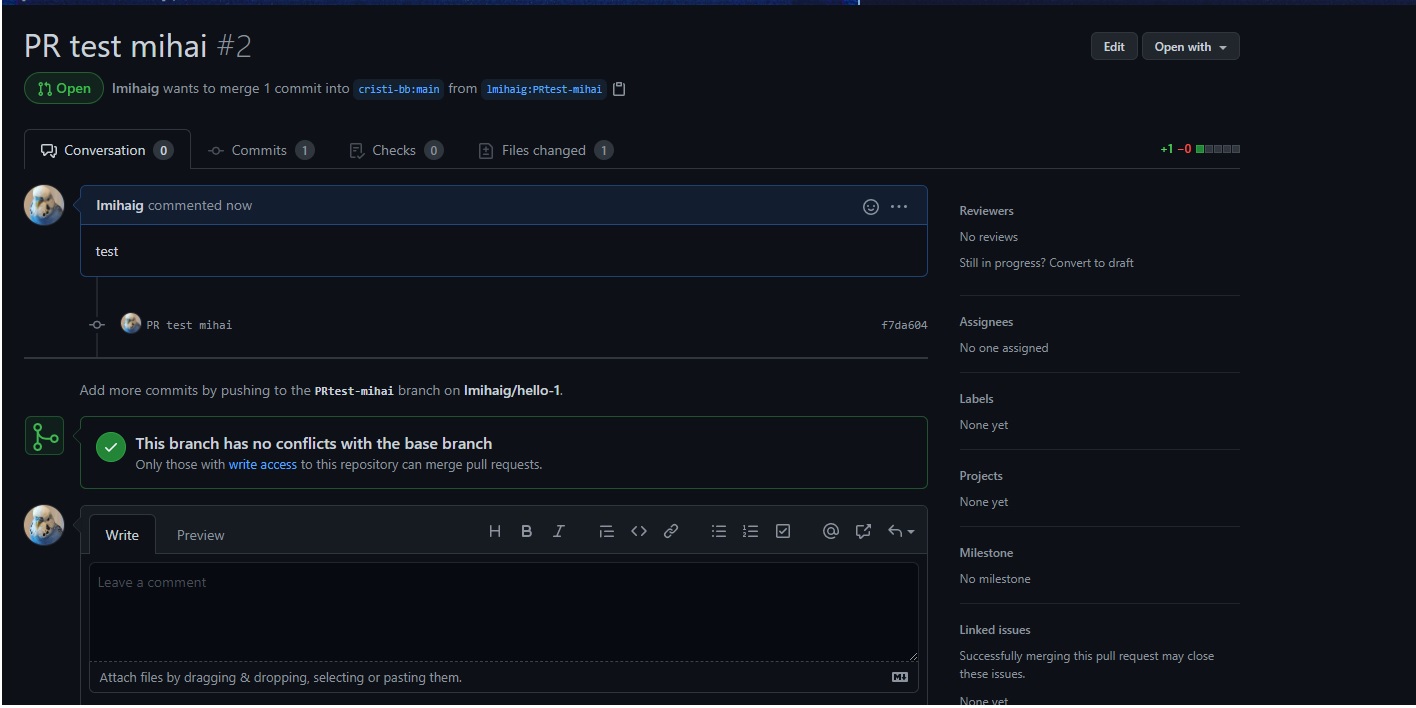 PR test mihai #2
Edit
Open with
Open
lmihaig wants to merge 1 commit into cristi-bb:main from lmihaig:PRtest-mihai
Conversation 0
Commits 1
Checks 0
Files changed 1
+1 −0
lmihaig commented now
test
PR test mihai
f7da604
Add more commits by pushing to the PRtest-mihai branch on lmihaig/hello-1.
This branch has no conflicts with the base branch
Only those with write access to this repository can merge pull requests.
Write
Preview
H B I
Leave a comment
Attach files by dragging & dropping, selecting or pasting them.
Reviewers
No reviews
Still in progress? Convert to draft
Assignees
No one assigned
Labels
None yet
Projects
None yet
Milestone
No milestone
Linked issues
Successfully merging this pull request may close
these issues.
None yet